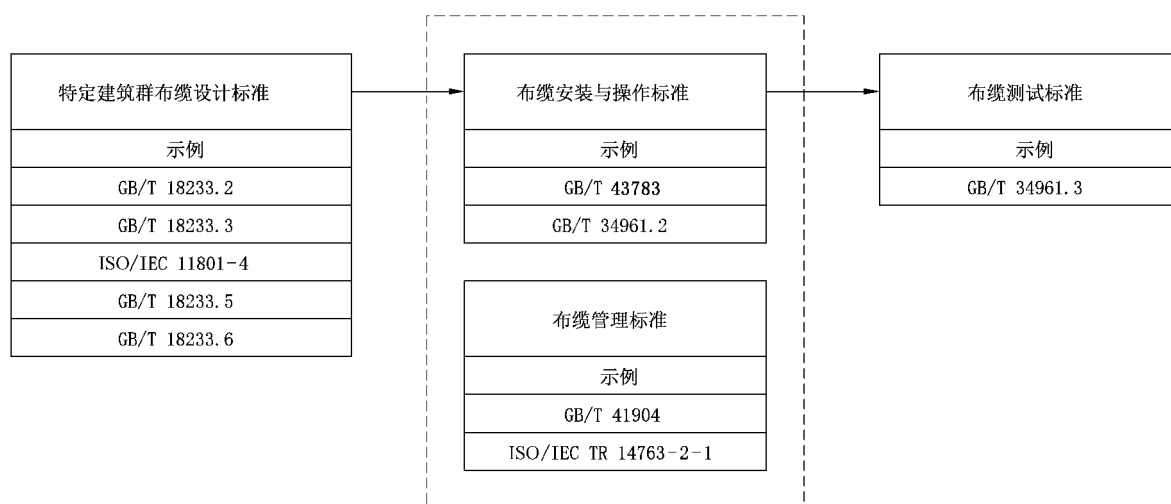 特定建筑群布缆设计标准
示例
GB/T 18233.2
GB/T 18233.3
ISO/IEC 11801-4
GB/T 18233.5
GB/T 18233.6
布缆安装与操作标准
示例
GB/T 43783
GB/T 34961.2
布缆管理标准
示例
GB/T 41904
ISO/IEC TR 14763-2-1
布缆测试标准
示例
GB/T 34961.3